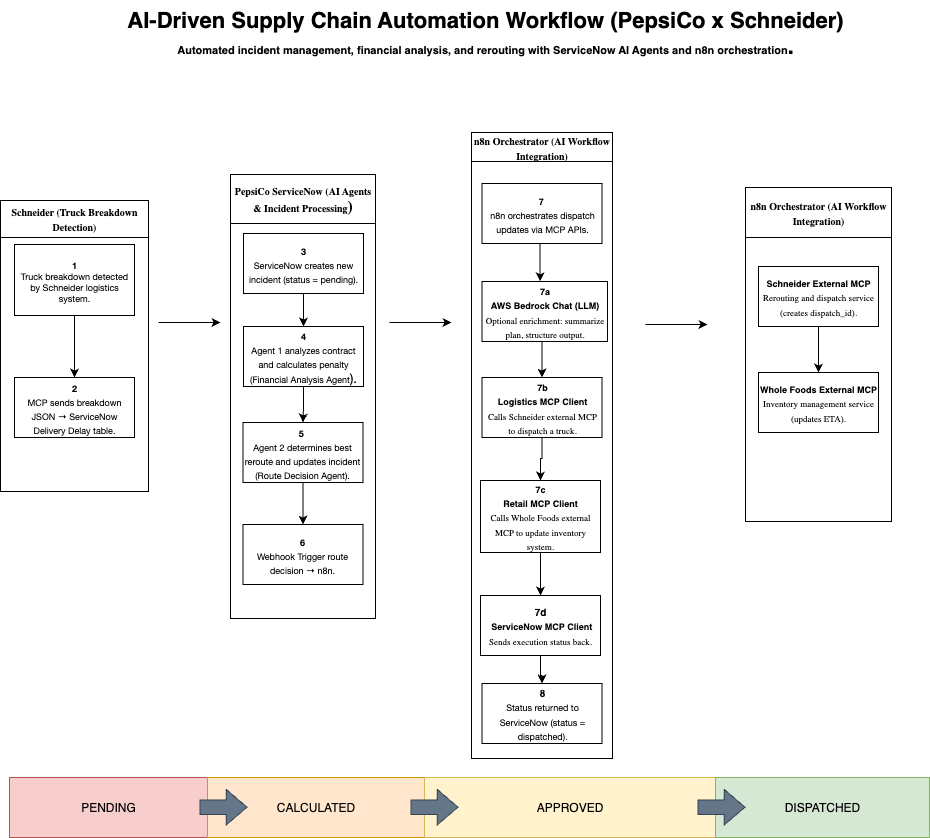 AI-Driven Supply Chain Automation Workflow (PepsiCo x Schneider)
Automated incident management, financial analysis, and rerouting with ServiceNow AI Agents and n8n orchestration.
Schneider (Truck Breakdown
Detection)
1
Truck breakdown detected
by Schneider logistics
system.
2
MCP sends breakdown
JSON → ServiceNow
Delivery Delay table.
PepsiCo ServiceNow (AI Agents
& Incident Processing)
3
ServiceNow creates new
incident (status = pending).
4
Agent 1 analyzes contract
and calculates penalty
(Financial Analysis Agent).
5
Agent 2 determines best
reroute and updates incident
(Route Decision Agent).
6
Webhook Trigger route
decision → n8n.
n8n Orchestrator (AI Workflow
Integration)
7
n8n orchestrates dispatch
updates via MCP APIs.
7a
AWS Bedrock Chat (LLM)
Optional enrichment: summarize
plan, structure output.
7b
Logistics MCP Client
Calls Schneider external MCP
to dispatch a truck.
7c
Retail MCP Client
Calls Whole Foods external
MCP to update inventory
system.
7d
ServiceNow MCP Client
Sends execution status back.
8
Status returned to
ServiceNow (status =
dispatched).
n8n Orchestrator (AI Workflow
Integration)
Schneider External MCP
Rerouting and dispatch service
(creates dispatch_id).
Whole Foods External MCP
Inventory management service
(updates ETA).
PENDING
CALCULATED
APPROVED
DISPATCHED